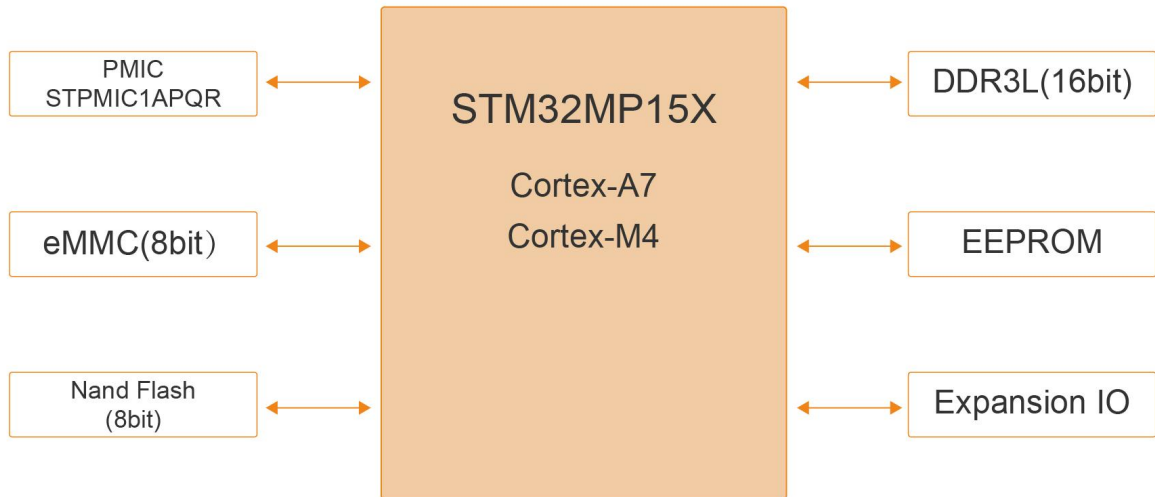 PMIC
STPMIC1APQR
eMMC(8bit）
Nand Flash
(8bit)
STM32MP15X
Cortex-A7
Cortex-M4
DDR3L(16bit)
EEPROM
Expansion IO